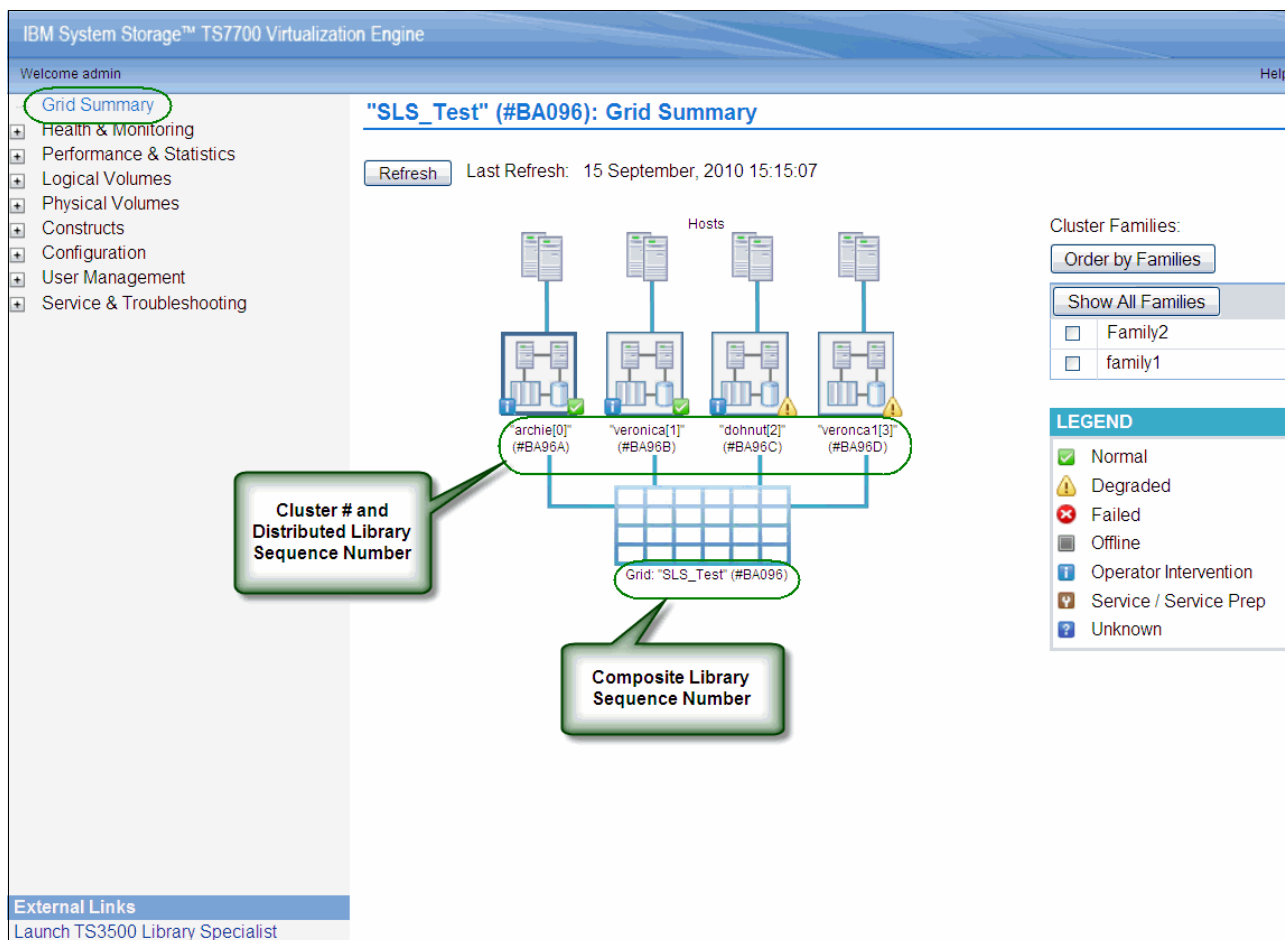 IBM System Storage™ TS7700 Virtualization Engine
Welcome admin
Help
Grid Summary
Health & Monitoring
Performance & Statistics
Logical Volumes
Physical Volumes
Constructs
Configuration
User Management
Service & Troubleshooting
"SLS_Test" (#BA096): Grid Summary
Refresh Last Refresh: 15 September, 2010 15:15:07
Hosts
"archie[0]" "veronica[1]" "dohnut[2]" "veronca1[3]"
(#BA96A) (#BA96B) (#BA96C) (#BA96D)
Cluster # and
Distributed Library
Sequence Number
Grid: "SLS_Test" (#BA096)
Composite Library
Sequence Number
Cluster Families:
Order by Families
Show All Families
Family2
family1
LEGEND
Normal
Degraded
Failed
Offline
Operator Intervention
Service / Service Prep
Unknown
External Links
Launch TS3500 Library Specialist